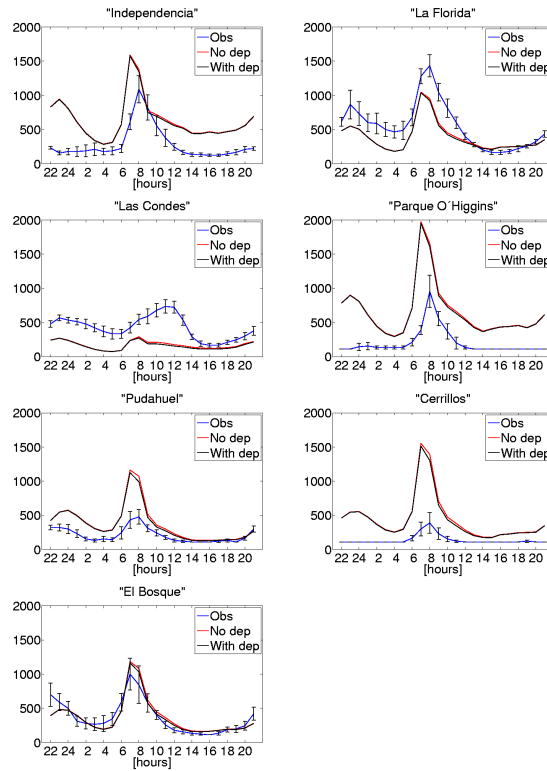 "Independencia"
2000
1500
1000
500
0
Obs
No dep
With dep
22 24 2 4 6 8 10 12 14 16 18 20
[hours]
"La Florida"
2000
1500
1000
500
0
Obs
No dep
With dep
22 24 2 4 6 8 10 12 14 16 18 20
[hours]
"Las Condes"
2000
1500
1000
500
0
Obs
No dep
With dep
22 24 2 4 6 8 10 12 14 16 18 20
[hours]
"Parque O´Higgins"
2000
1500
1000
500
0
Obs
No dep
With dep
22 24 2 4 6 8 10 12 14 16 18 20
[hours]
"Pudahuel"
2000
1500
1000
500
0
Obs
No dep
With dep
22 24 2 4 6 8 10 12 14 16 18 20
[hours]
"Cerrillos"
2000
1500
1000
500
0
Obs
No dep
With dep
22 24 2 4 6 8 10 12 14 16 18 20
[hours]
"El Bosque"
2000
1500
1000
500
0
Obs
No dep
With dep
22 24 2 4 6 8 10 12 14 16 18 20
[hours]